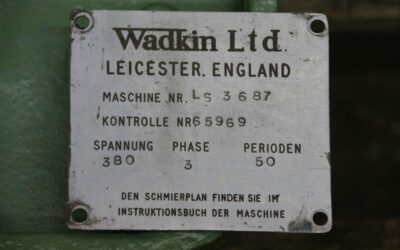 Wadkin Ltd
LEICESTER. ENGLAND
MASCHINE NR. LS 3687
KONTROLLE NR 65969
SPANNUNG PHASE PERIODEN
380 3 50
DEN SCHMIERPLAN FINDEN SIE IM
INSTRUKTIONSBUCH DER MASCHINE